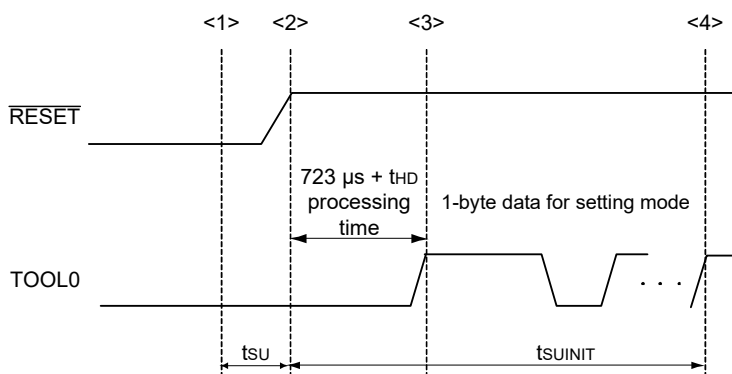 <1> <2> <3> <4>
RESET
723 µs + tHD
processing
time
1-byte data for setting mode
TOOL0
. . .
tSU
tSUINIT